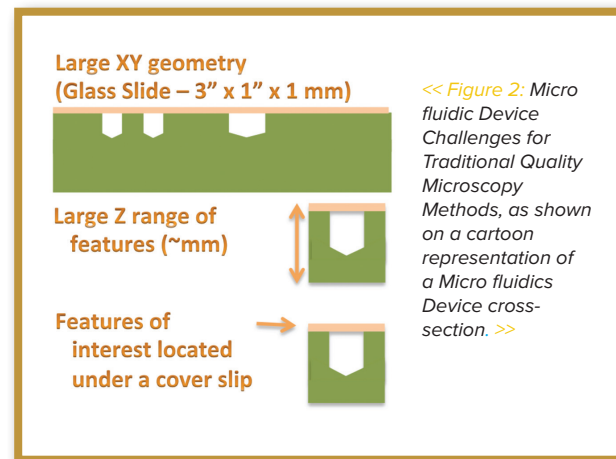 Large XY geometry
(Glass Slide – 3” x 1” x 1 mm)
Large Z range of
features (~mm)
Features of
interest located
under a cover slip
<< Figure 2: Micro
fluidic Device
Challenges for
Traditional Quality
Microscopy
Methods, as shown
on a cartoon
representation of
a Micro fluidics
Device cross-
section. >>